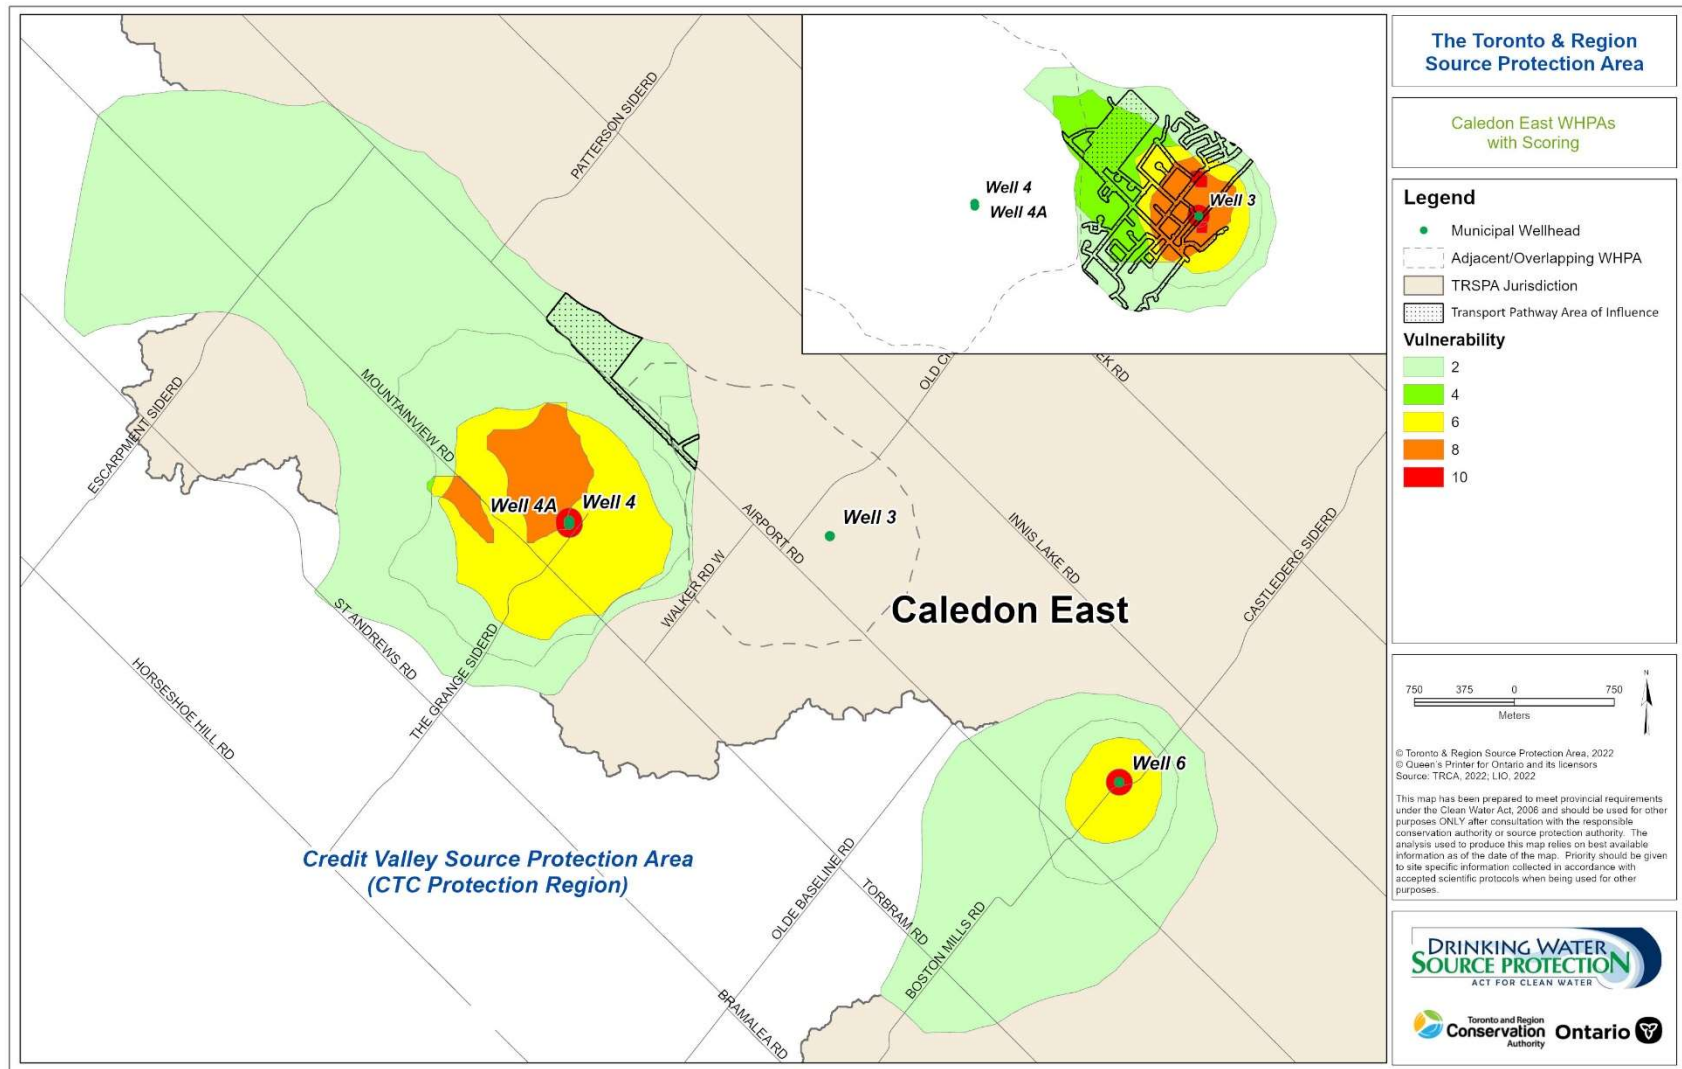 The Toronto & Region
Source Protection Area
Caledon East WHPAs
with Scoring
Legend
Municipal Wellhead
Adjacent/Overlapping WHPA
TRSPA Jurisdiction
Transport Pathway Area of Influence
Vulnerability
2
4
6
8
10
750 375 0 750
Meters
N
© Toronto & Region Source Protection Area, 2022
© Queen's Printer for Ontario and its licensors
Source: TRCA, 2022; LIO, 2022
This map has been prepared to meet provincial requirements
under the Clean Water Act, 2006 and should be used for other
purposes ONLY after consultation with the responsible
conservation authority or source protection authority. The
analysis used to produce this map relies on best available
information as of the date of the map. Priority should be given
to site specific information collected in accordance with
accepted scientific protocols when being used for other
purposes.
DRINKING WATER
SOURCE PROTECTION
ACT FOR CLEAN WATER
Toronto and Region
Conservation
Authority
Ontario
Well 4
Well 4A
Well 3
PATTERSON SIDERD
ESCARPMENT SIDERD
MOUNTAINVIEW RD
OLD
EK RD
Well 4A
Well 4
Well 3
AIRPORT RD
INNIS LAKE RD
CASTLEDERG SIDERD
WALKER RD W
Caledon East
ST ANDREWS RD
THE GRANGE SIDERD
HORSESHOE HILL RD
Well 6
Credit Valley Source Protection Area
(CTC Protection Region)
OLDE BASELINE RD
TORBRAM RD
BOSTON MILLS RD
BRAMALEA RD